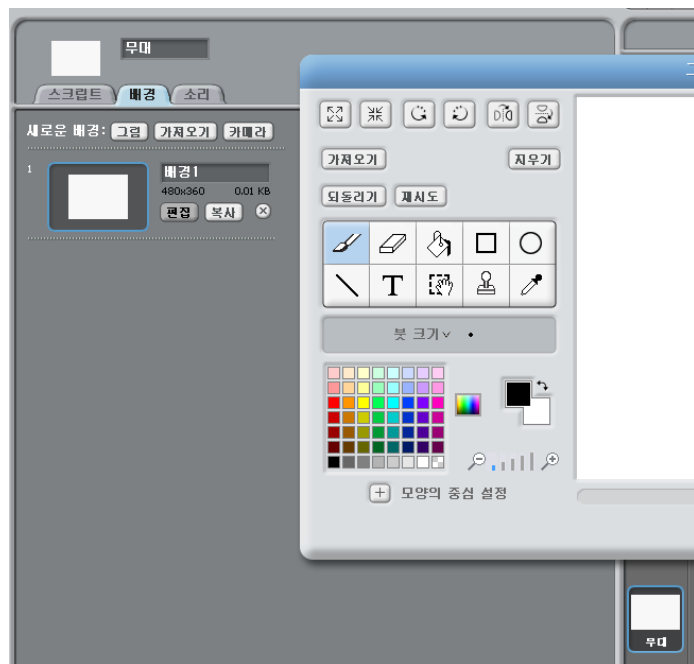 무대
스크립트 배경 소리
새로운 배경: 그림 가져오기 카메라
1 배경1
480x360 0.01 KB
편집 복사
가져오기 지우기
되돌리기 재시도
T
붓 크기
모양의 중심 설정
무대